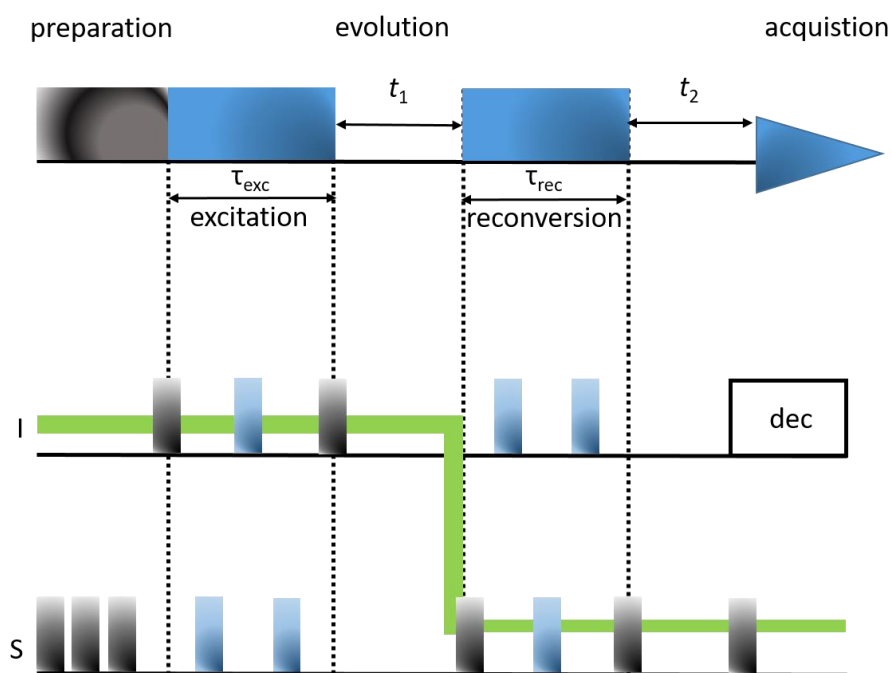 preparation evolution acquistion
t₁ t₂
τexc τrec
excitation reconversion
I dec
S